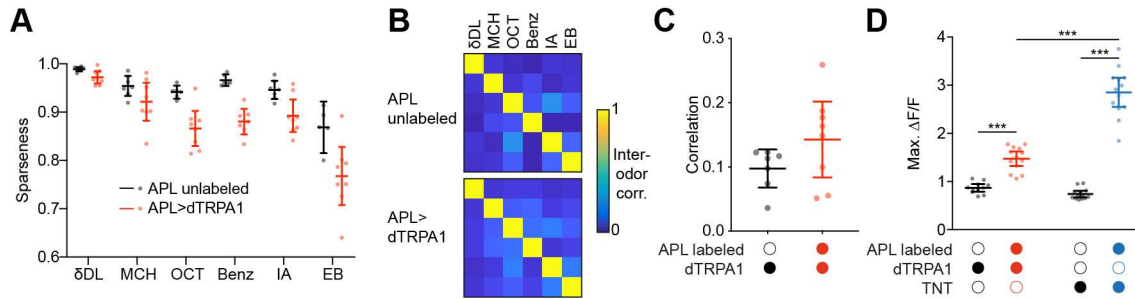 A
Sparseness
1.0
0.9
0.8
0.7
0.6
APL unlabeled
APL>dTRPA1
δDL MCH OCT Benz IA EB
B
δDL MCH OCT Benz IA EB
APL
unlabeled
APL>
dTRPA1
1
Inter-
odor
corr.
0
C
Correlation
0.3
0.2
0.1
0.0
APL labeled
dTRPA1
D
Max. ΔF/F
4
3
2
1
0
***
***
***
APL labeled
dTRPA1
TNT